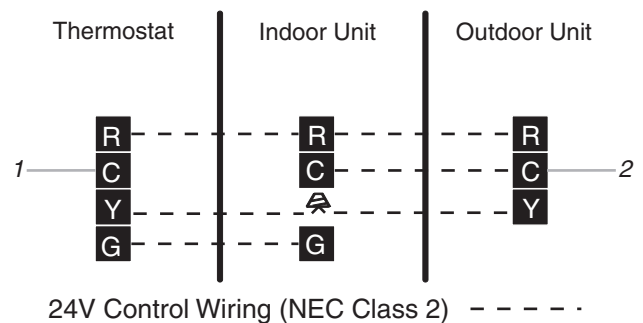 Thermostat Indoor Unit Outdoor Unit
R R R
1 C C C 2
Y Y
G G
24V Control Wiring (NEC Class 2)